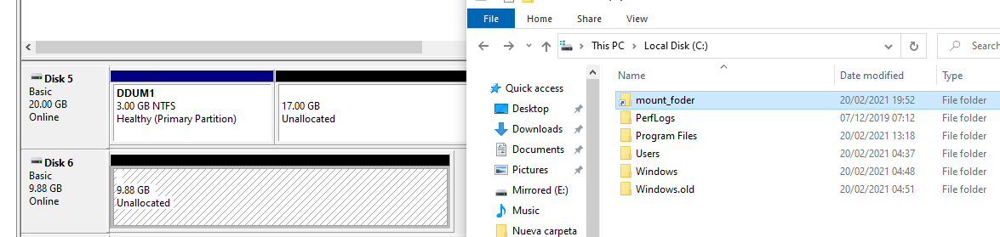 Disk 5
Basic
20.00 GB
Online
DDUM1
3.00 GB NTFS
Healthy (Primary Partition)
17.00 GB
Unallocated
Disk 6
Basic
9.88 GB
Online
9.88 GB
Unallocated
File Home Share View
This PC > Local Disk (C:)
Search
Quick access
Desktop
Downloads
Documents
Pictures
Mirrored (E:)
Music
Nueva carpeta
Name Date modified Type
mount_foder 20/02/2021 19:52 File folder
PerfLogs 07/12/2019 07:12 File folder
Program Files 20/02/2021 13:18 File folder
Users 20/02/2021 04:37 File folder
Windows 20/02/2021 04:48 File folder
Windows.old 20/02/2021 04:51 File folder